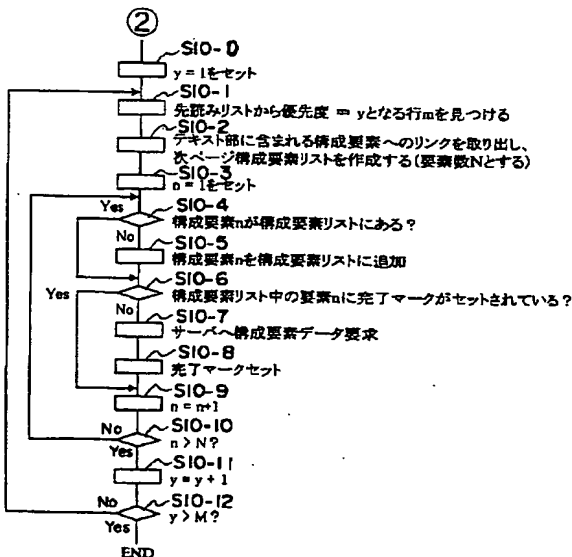 ②
S10-0
y = 1をセット
S10-1
先読みリストから優先度 = yとなる行mを見つける
S10-2
テキスト部に含まれる構成要素へのリンクを取り出し、
次ページ構成要素リストを作成する(要素数Nとする)
S10-3
n = 1をセット
Yes
S10-4
構成要素nが構成要素リストにある?
No
S10-5
構成要素nを構成要素リストに追加
S10-6
Yes
構成要素リスト中の要素nに完了マークがセットされている?
No
S10-7
サーバへ構成要素データ要求
S10-8
完了マークセット
S10-9
n = n+1
No
S10-10
n > N?
Yes
S10-11
y = y + 1
No
S10-12
y > M?
Yes
END